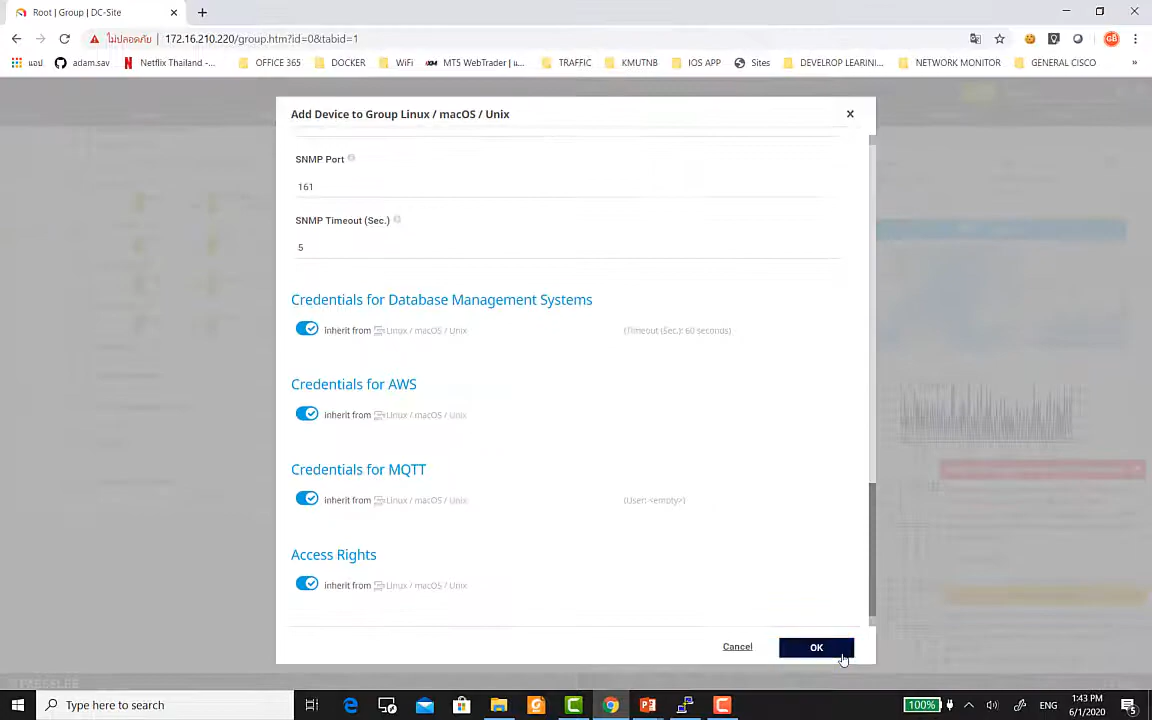 Root | Group | DC-Site
ไม่ปลอดภัย
172.16.210.220/group.htm?id=0&tabid=1
GB
แอป
adam.sav
Netflix Thailand -...
OFFICE 365
DOCKER
WiFi
MT5 WebTrader | แ...
TRAFFIC
KMUTNB
IOS APP
Sites
DEVELROP LEARINI...
NETWORK MONITOR
GENERAL CISCO
»
Add Device to Group Linux / macOS / Unix
SNMP Port
161
SNMP Timeout (Sec.)
5
Credentials for Database Management Systems
inherit from Linux / macOS / Unix
(Timeout (Sec.): 60 seconds)
Credentials for AWS
inherit from Linux / macOS / Unix
Credentials for MQTT
inherit from Linux / macOS / Unix
(User: <empty>)
Access Rights
inherit from Linux / macOS / Unix
Cancel
OK
Type here to search
100%
ENG
1:43 PM
6/1/2020
5